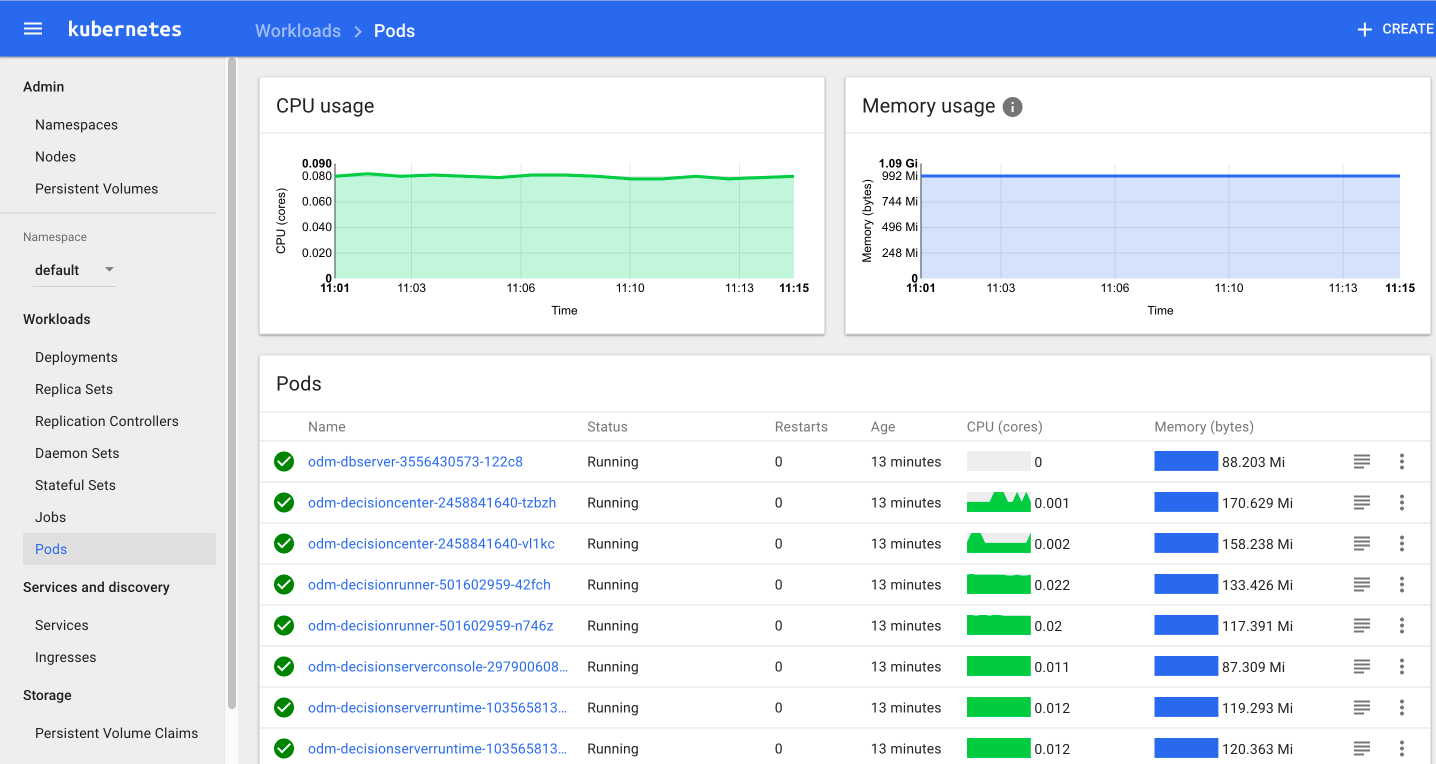 kubernetes
Workloads > Pods
+ CREATE
Admin
Namespaces
Nodes
Persistent Volumes
Namespace
default
Workloads
Deployments
Replica Sets
Replication Controllers
Daemon Sets
Stateful Sets
Jobs
Pods
Services and discovery
Services
Ingresses
Storage
Persistent Volume Claims
CPU usage
CPU (cores)
0.090
0.080
0.060
0.040
0.020
0
11:01 11:03 11:06 11:10 11:13 11:15
Time
Memory usage i
Memory (bytes)
1.09 Gi
992 Mi
744 Mi
496 Mi
248 Mi
0
11:01 11:03 11:06 11:10 11:13 11:15
Time
Pods
Name Status Restarts Age CPU (cores) Memory (bytes)
odm-dbserver-3556430573-122c8 Running 0 13 minutes 0 88.203 Mi
odm-decisioncenter-2458841640-tzbzh Running 0 13 minutes 0.001 170.629 Mi
odm-decisioncenter-2458841640-vl1kc Running 0 13 minutes 0.002 158.238 Mi
odm-decisionrunner-501602959-42fch Running 0 13 minutes 0.022 133.426 Mi
odm-decisionrunner-501602959-n746z Running 0 13 minutes 0.02 117.391 Mi
odm-decisionserverconsole-297900608... Running 0 13 minutes 0.011 87.309 Mi
odm-decisionserverruntime-103565813... Running 0 13 minutes 0.012 119.293 Mi
odm-decisionserverruntime-103565813... Running 0 13 minutes 0.012 120.363 Mi